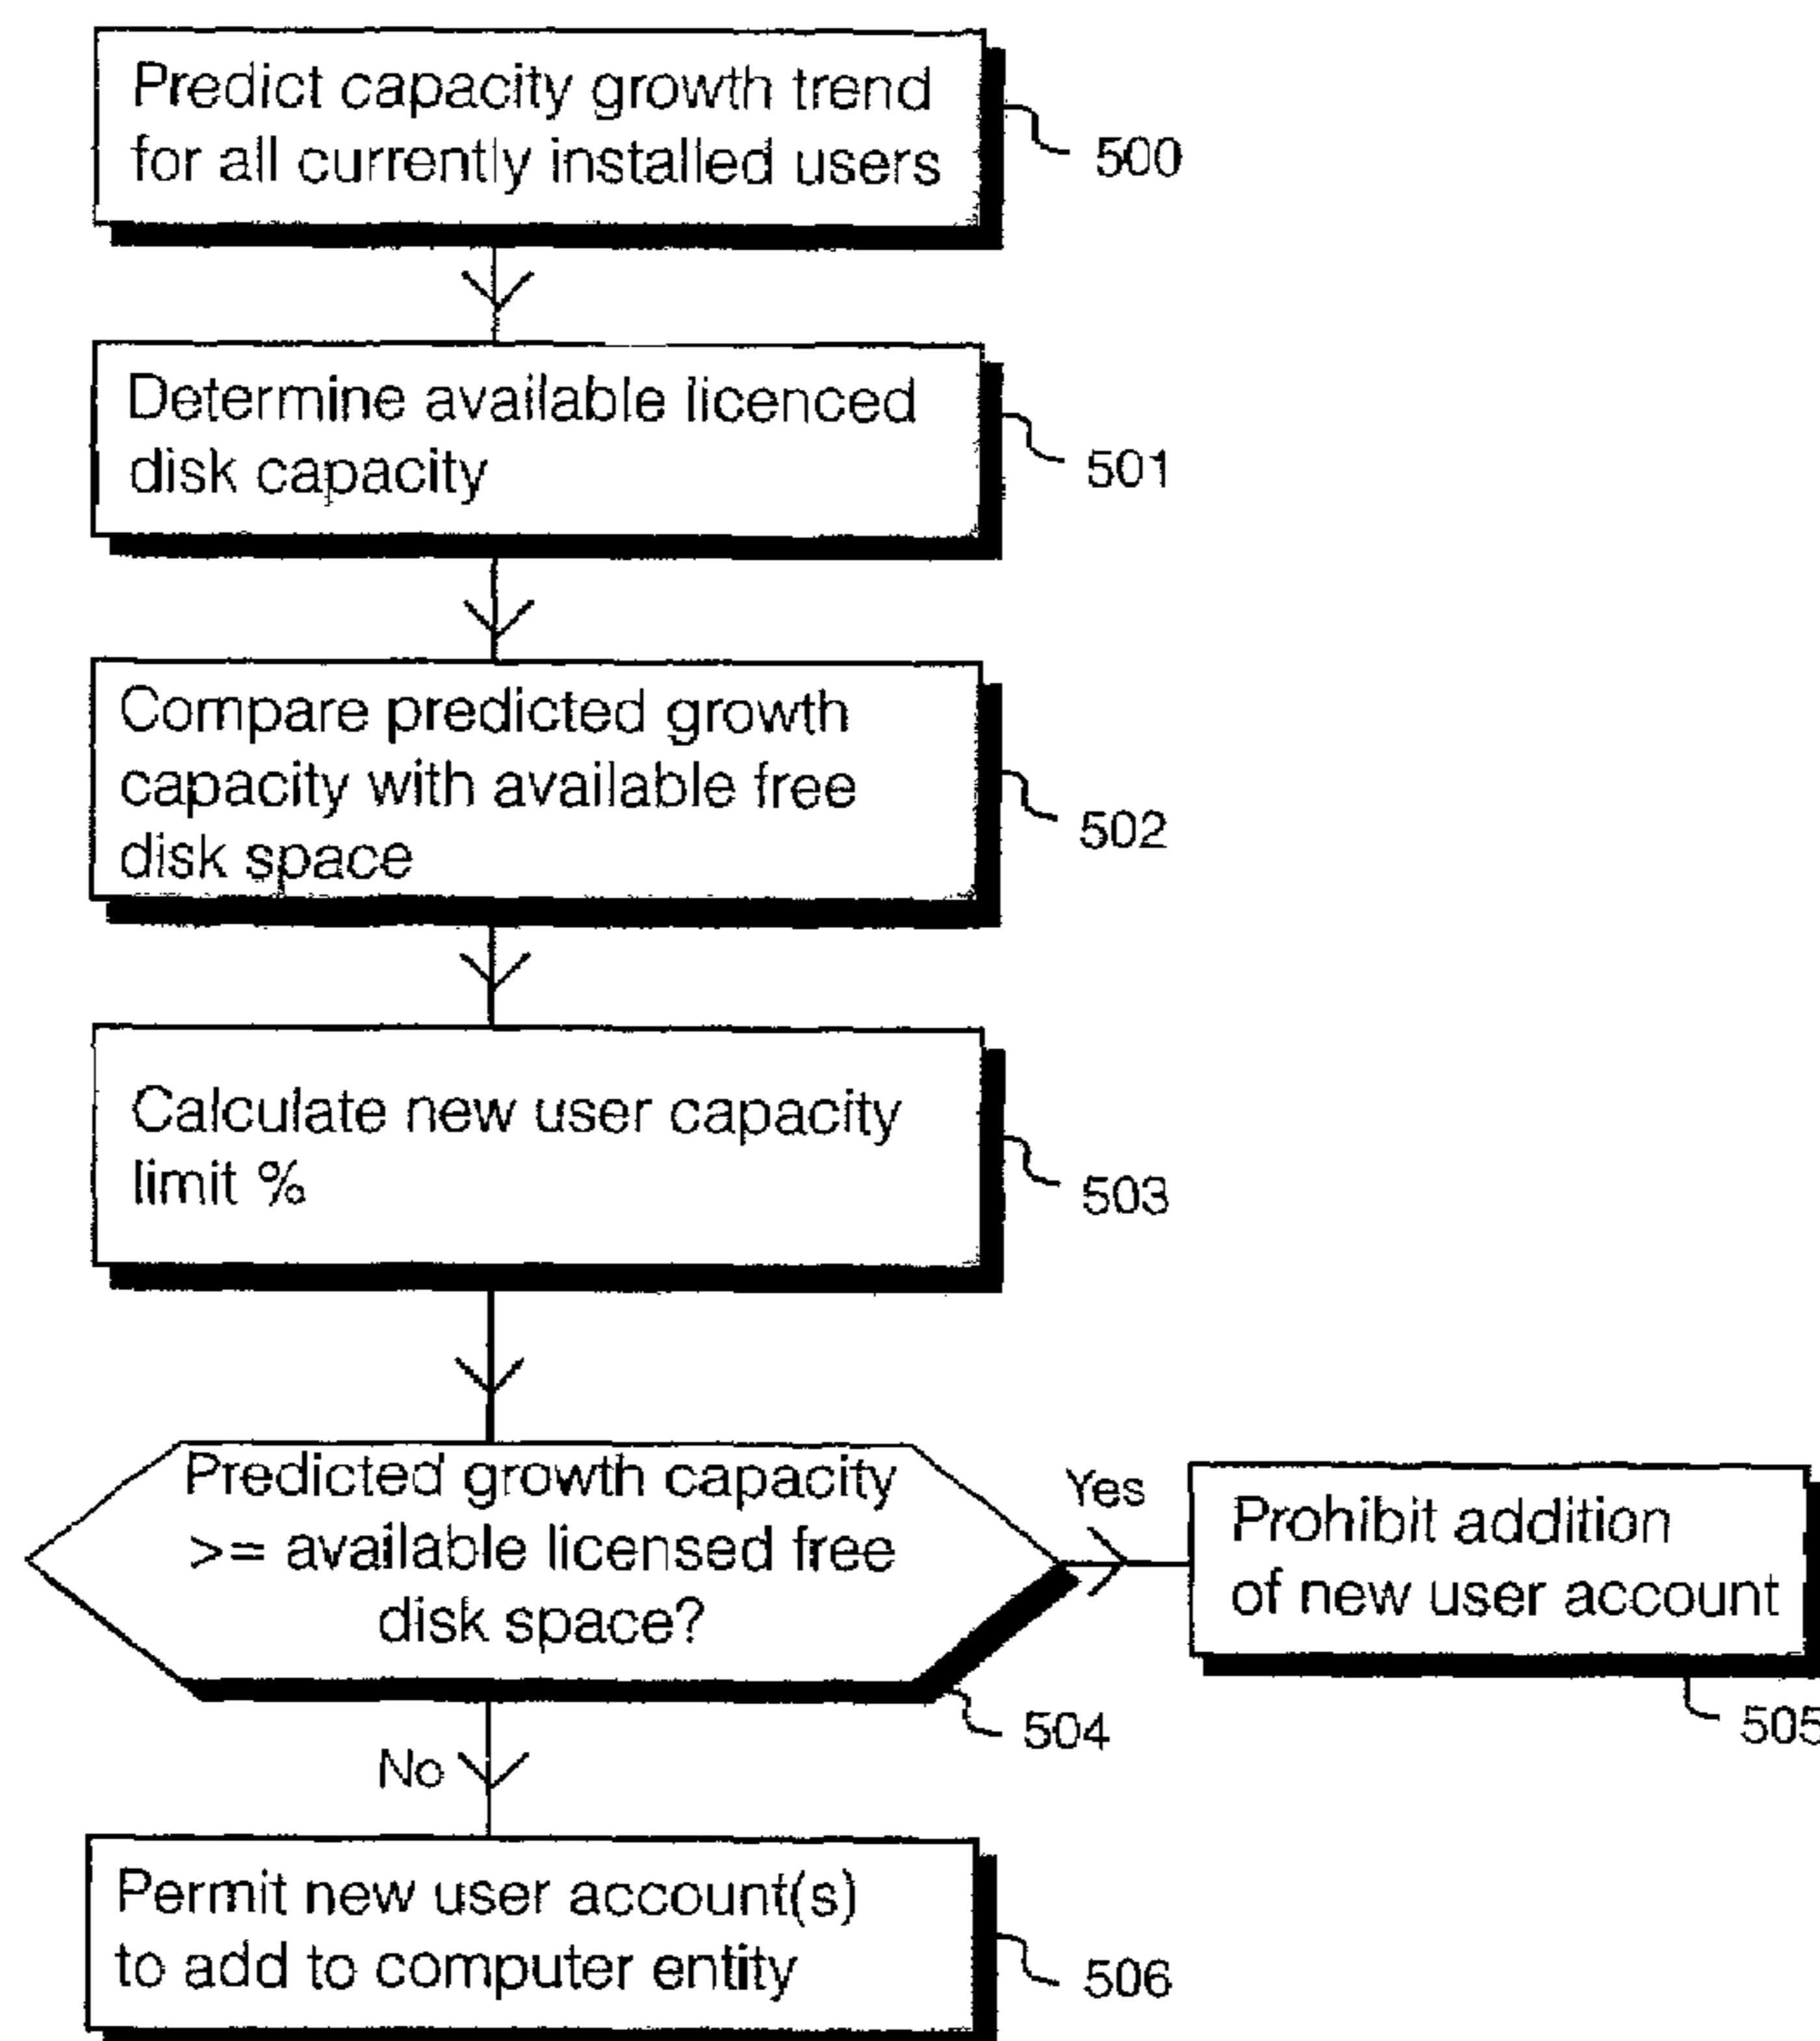 Predict capacity growth trend
for all currently installed users
500
Determine available licenced
disk capacity
501
Compare predicted growth
capacity with available free
disk space
502
Calculate new user capacity
limit %
503
Predicted growth capacity
>= available licensed free
disk space?
504
Yes
Prohibit addition
of new user account
505
No
Permit new user account(s)
to add to computer entity
506